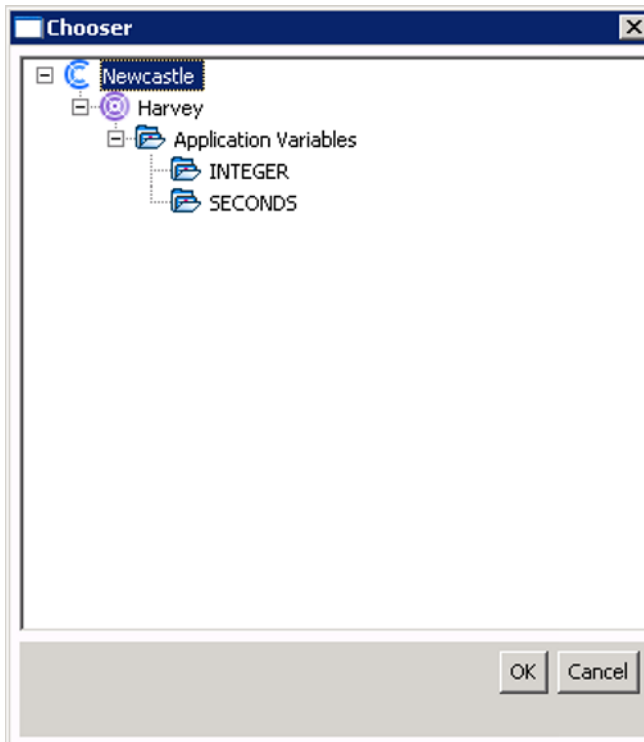 Chooser
Newcastle
Harvey
Application Variables
INTEGER
SECONDS
OK Cancel